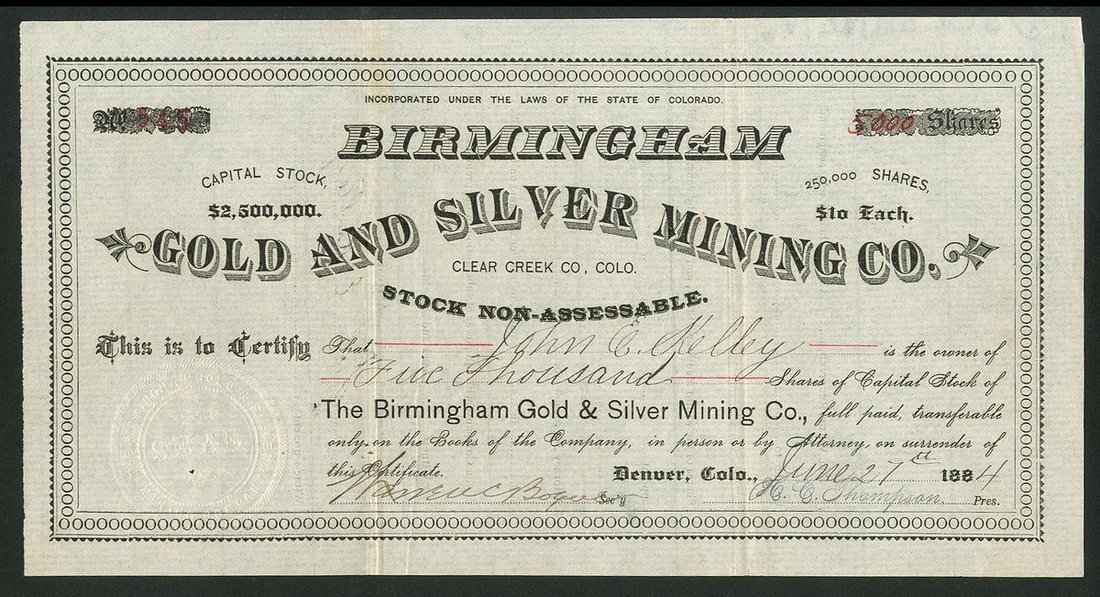 INCORPORATED UNDER THE LAWS OF THE STATE OF COLORADO.
No 545
5000 Shares
BIRMINGHAM
CAPITAL STOCK,
$2,500,000.
250,000 SHARES,
$10 Each.
GOLD AND SILVER MINING CO.
CLEAR CREEK CO, COLO.
STOCK NON-ASSESSABLE.
This is to Certify That John C. Kelley is the owner of
Five Thousand Shares of Capital Stock of
The Birmingham Gold & Silver Mining Co., full paid, transferable
only on the Books of the Company, in person or by Attorney, on surrender of
this Certificate. Denver, Colo., June 27 1884
Sec'y H. C. Thompson Pres.